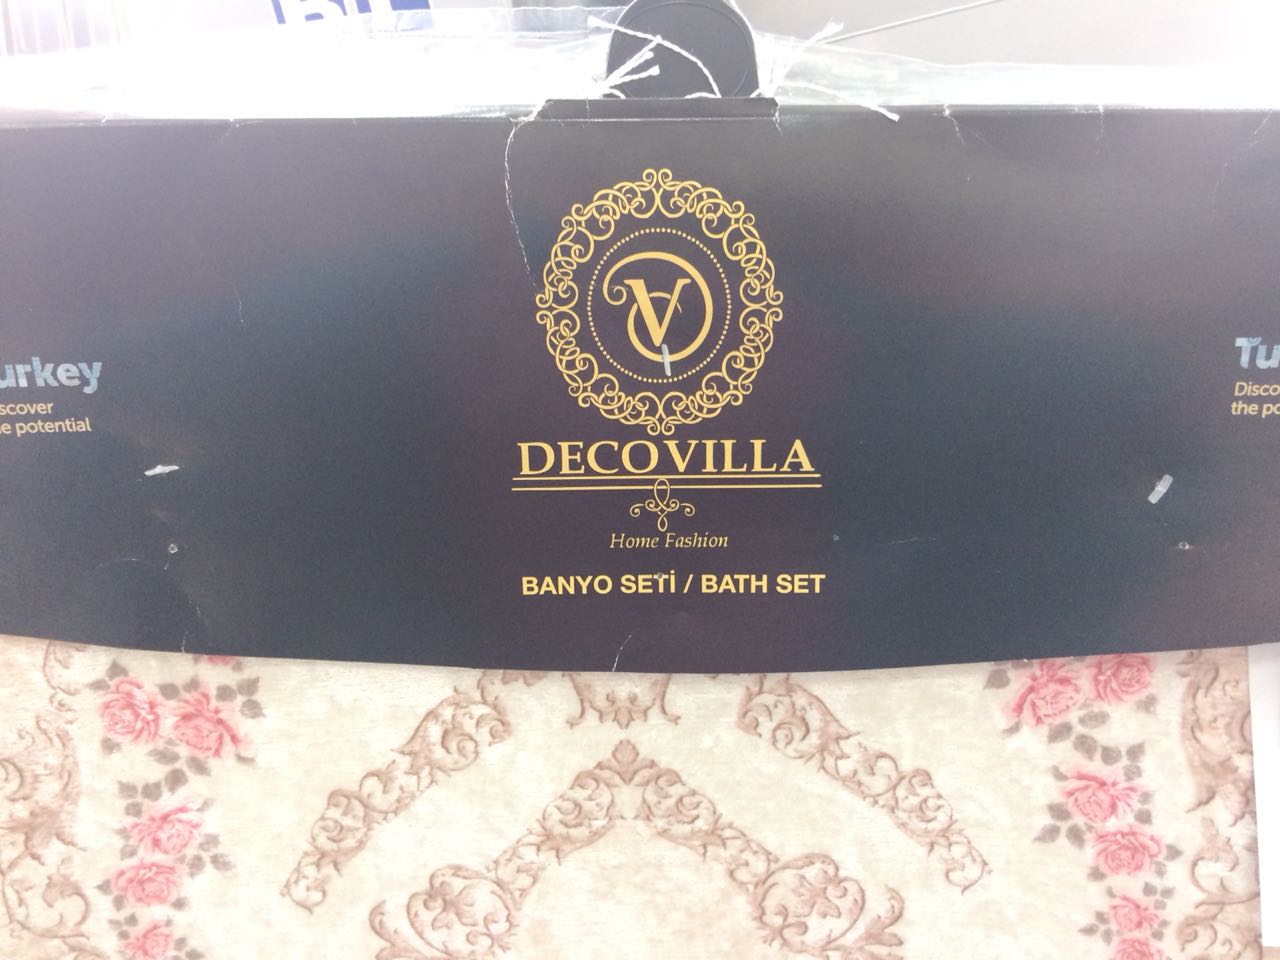 V
DECOVILLA
Home Fashion
BANYO SETİ / BATH SET
urkey
scover
e potential
Tu
Disco
the po